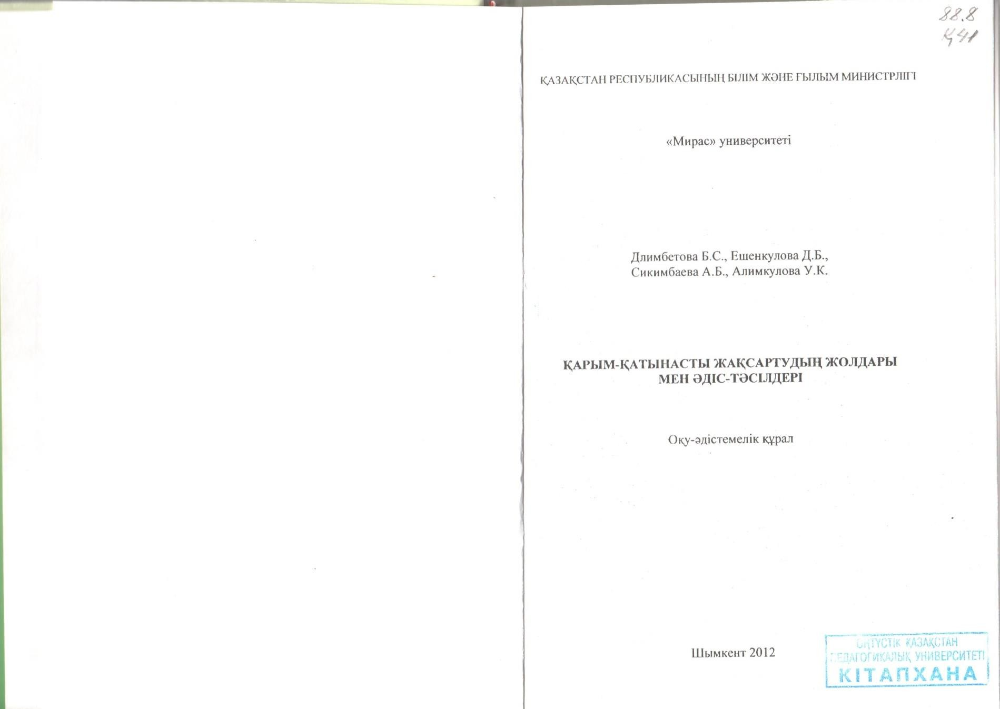 88.8
Қ 41
ҚАЗАҚСТАН РЕСПУБЛИКАСЫНЫҢ БІЛІМ ЖӘНЕ ҒЫЛЫМ МИНИСТРЛІГІ
«Мирас» университеті
Длимбетова Б.С., Ешенкулова Д.Б.,
Сикимбаева А.Б., Алимкулова У.К.
ҚАРЫМ-ҚАТЫНАСТЫ ЖАҚСАРТУДЫҢ ЖОЛДАРЫ
МЕН ӘДІС-ТӘСІЛДЕРІ
Оқу-әдістемелік құрал
Шымкент 2012
ОҢТҮСТІК ҚАЗАҚСТАН
ПЕДАГОГИКАЛЫҚ УНИВЕРСИТЕТІ
КІТАПХАНА